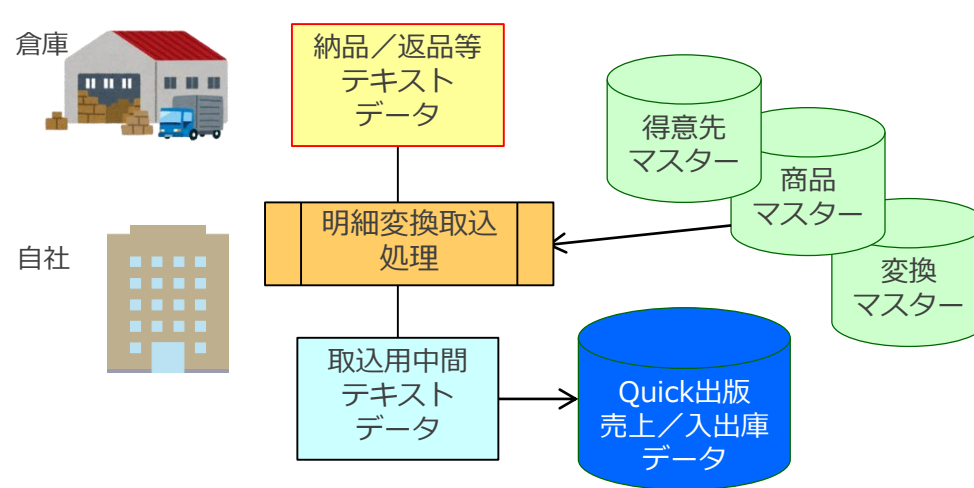 倉庫
納品／返品等
テキスト
データ
得意先
マスター
商品
マスター
明細変換取込
処理
自社
変換
マスター
取込用中間
テキスト
データ
Quick出版
売上／入出庫
データ